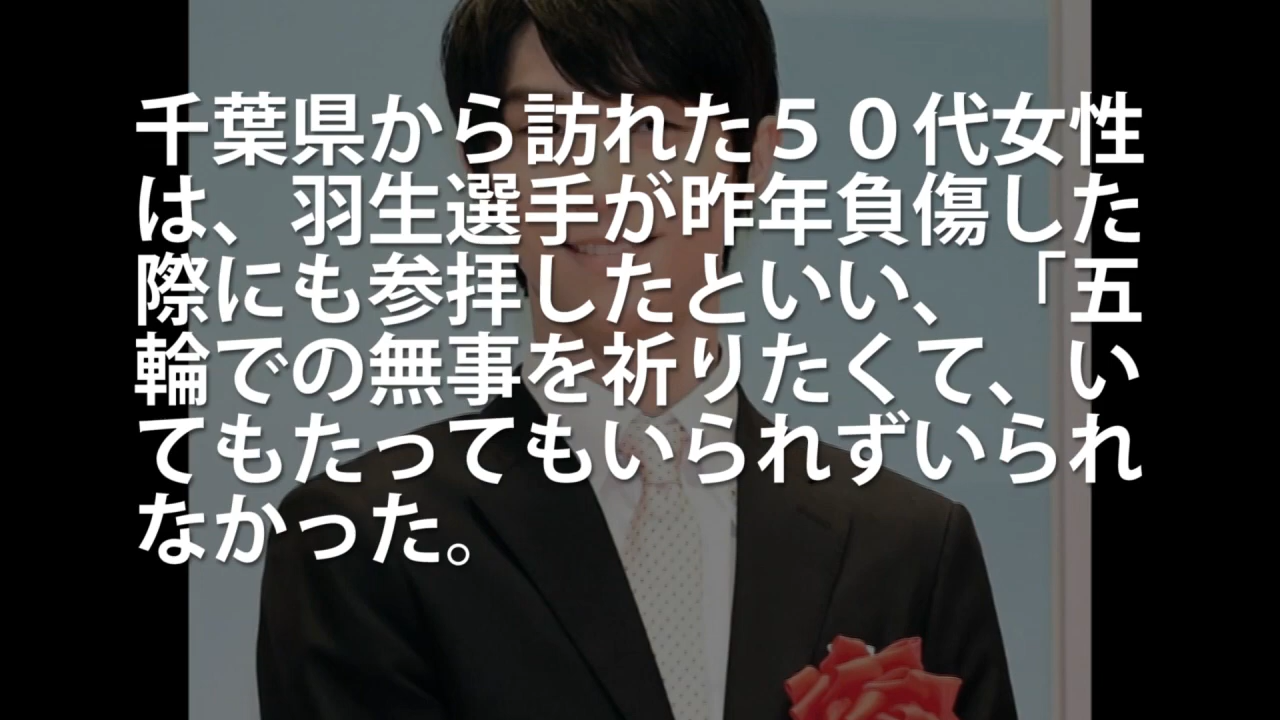 千葉県から訪れた５０代女性
は、羽生選手が昨年負傷した
際にも参拝したといい、「五
輪での無事を祈りたくて、い
てもたってもいられずいられ
なかった。